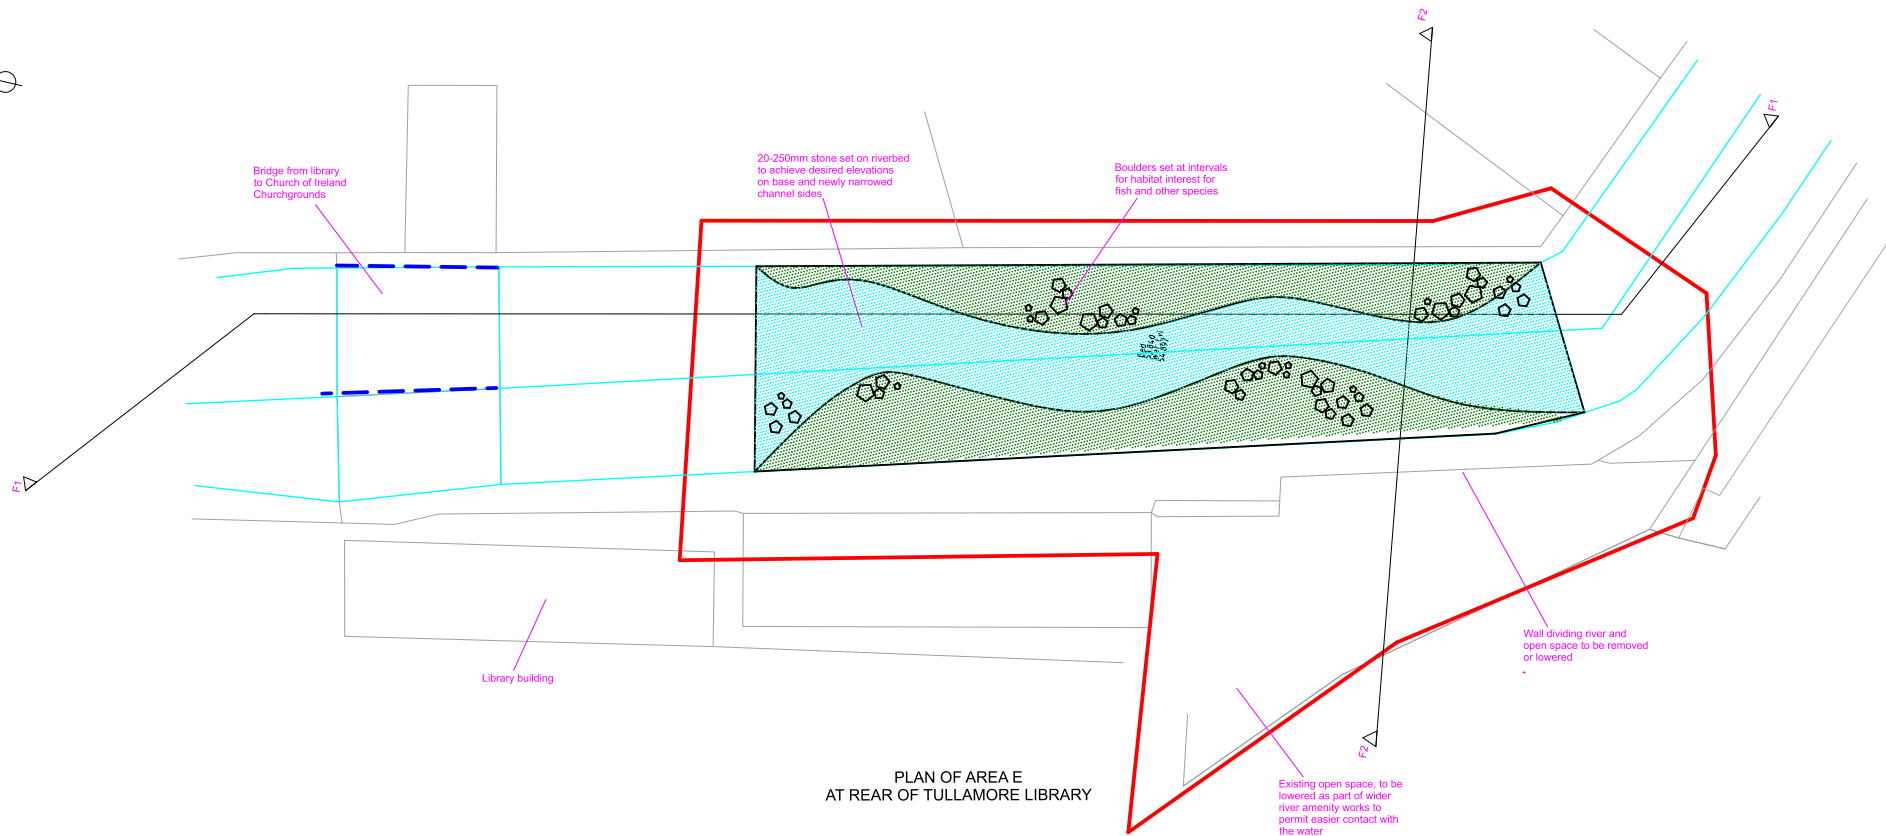 F2
F1
Bridge from library
to Church of Ireland
Churchgrounds
20-250mm stone set on riverbed
to achieve desired elevations
on base and newly narrowed
channel sides
Boulders set at intervals
for habitat interest for
fish and other species
F1
Library building
Wall dividing river and
open space to be removed
or lowered
F2
PLAN OF AREA E
AT REAR OF TULLAMORE LIBRARY
Existing open space, to be
lowered as part of wider
river amenity works to
permit easier contact with
the water